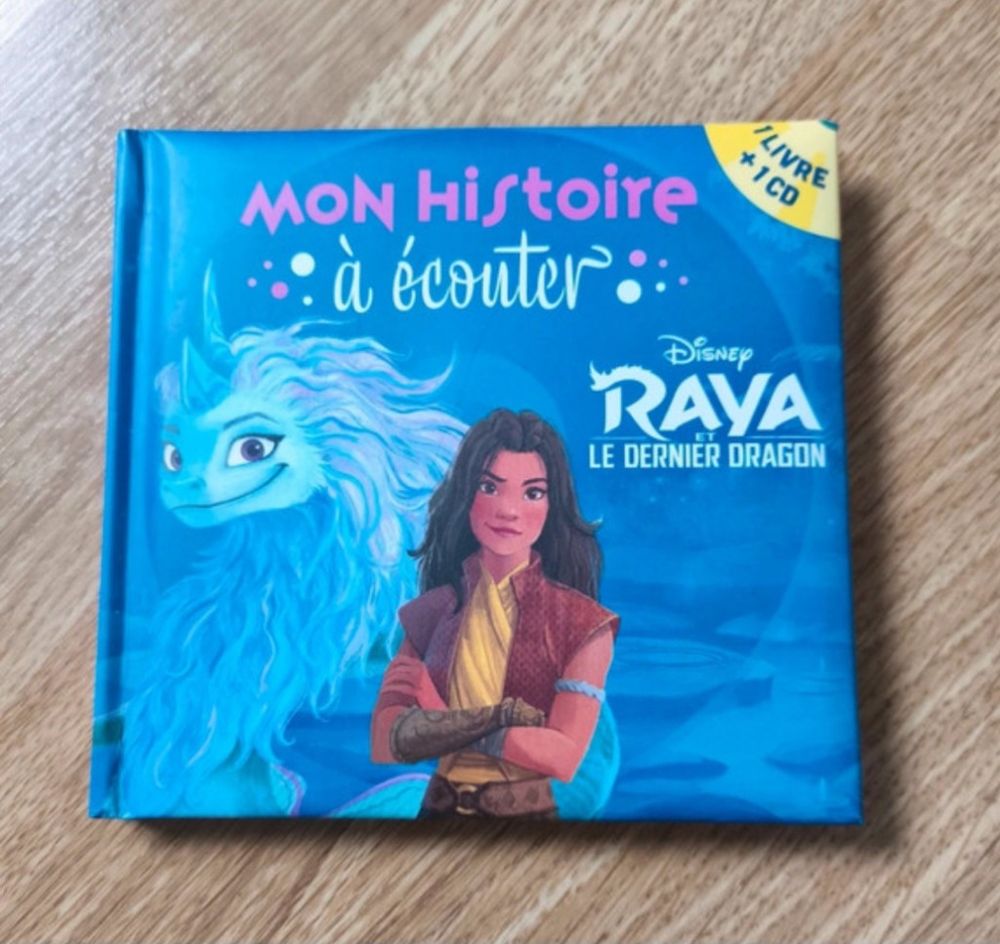 1 LIVRE
+ 1 CD
MON HISTOIRE
à écouter
DISNEY
RAYA
ET
LE DERNIER DRAGON